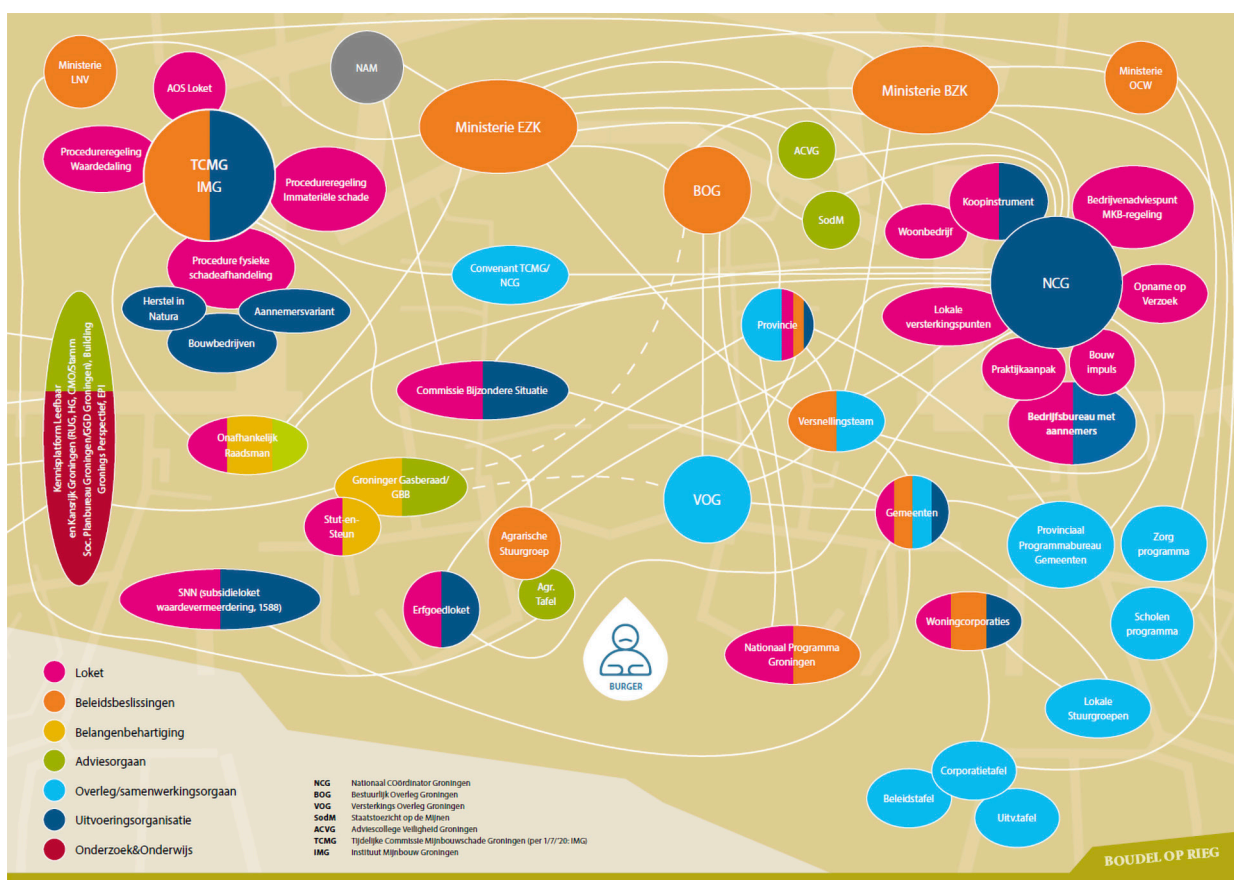 Ministerie
LNV
AOS Loket
NAM
Ministerie EZK
Ministerie BZK
Ministerie
OCW
Procedureregeling
Waardedaling
TCMG
IMG
Procedureregeling
Immateriële schade
BOG
ACVG
SodM
Woonbedrijf
Koopinstrument
Bedrijvenadviespunt
MKB-regeling
Procedure fysieke
schadeafhandeling
Convenant TCMG/
NCG
NCG
Opname op
Verzoek
Herstel in
Natura
Aannemersvariant
Bouwbedrijven
Provincie
Lokale
versterkingspunten
Praktijkaanpak
Bouw
impuls
Commissie Bijzondere Situatie
Versnellingsteam
Bedrijfsbureau met
aannemers
Kennisplatform Leefbaar
en Kansrijk Groningen (RUG, HG, CMO/Stamm
Soc. Planbureau Groningen/GGD Groningen), Building
Gronings Perspectief, EPI
Onafhankelijk
Raadsman
Groninger Gasberaad/
GBB
Stut-en-
Steun
VOG
Gemeenten
Agrarische
Stuurgroep
Agr.
Tafel
Provinciaal
Programmabureau
Gemeenten
Zorg
programma
SNN (subsidieloket
waardevermeerdering, 1588)
Erfgoedloket
Woningcorporaties
Scholen
programma
Nationaal Programma
Groningen
BURGER
Lokale
Stuurgroepen
Corporatietafel
Beleidstafel
Uitv.tafel
Loket
Beleidsbeslissingen
Belangenbehartiging
Adviesorgaan
Overleg/samenwerkingsorgaan
Uitvoeringsorganisatie
Onderzoek&Onderwijs
NCG Nationaal COördinator Groningen
BOG Bestuurlijk Overleg Groningen
VOG Versterkings Overleg Groningen
SodM Staatstoezicht op de Mijnen
ACVG Adviescollege Veiligheid Groningen
TCMG Tijdelijke Commissie Mijnbouwschade Groningen (per 1/7/'20: IMG)
IMG Instituut Mijnbouw Groningen
BOUDEL OP RIEG